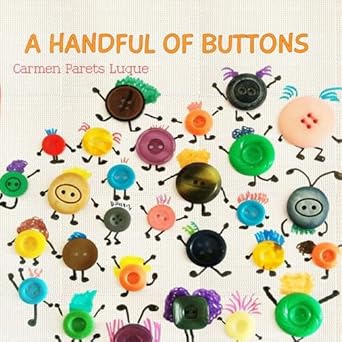 A HANDFUL OF BUTTONS
Carmen Parets Luque